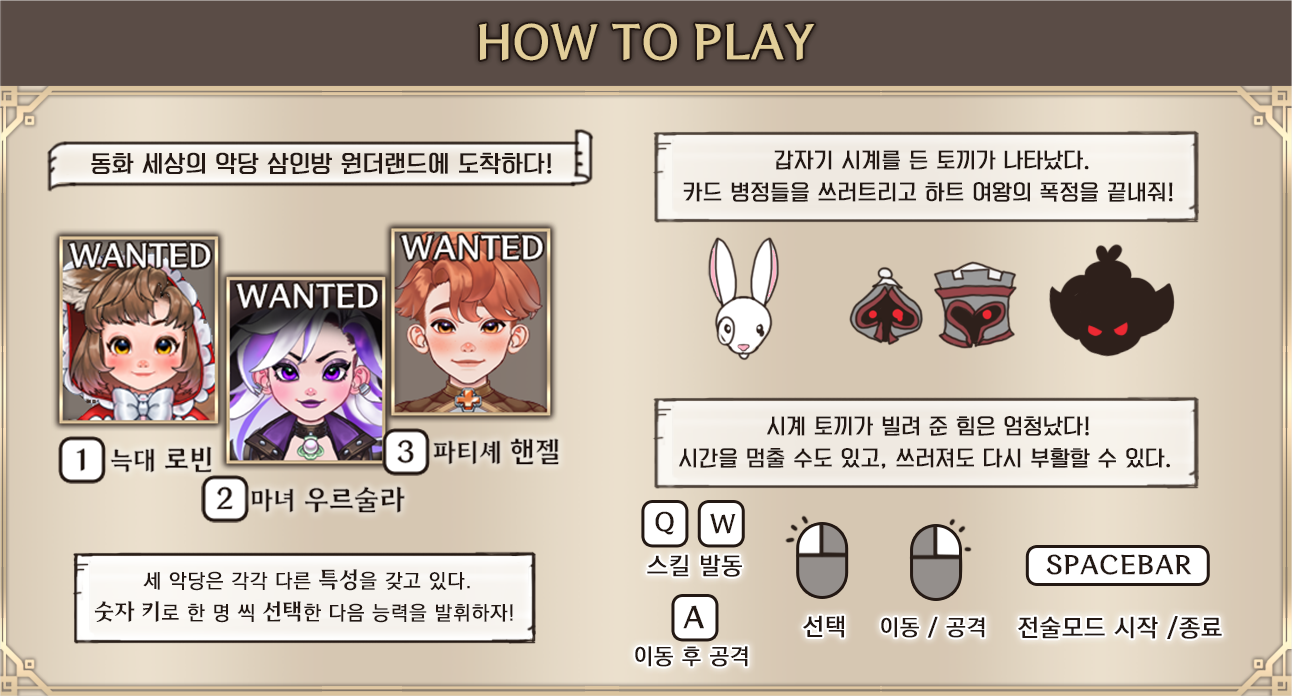 HOW TO PLAY
동화 세상의 악당 삼인방 원더랜드에 도착하다!
WANTED
WANTED
WANTED
1 늑대 로빈
2 마녀 우르술라
3 파티셰 핸젤
세 악당은 각각 다른 특성을 갖고 있다.
숫자 키로 한 명 씩 선택한 다음 능력을 발휘하자!
갑자기 시계를 든 토끼가 나타났다.
카드 병정들을 쓰러트리고 하트 여왕의 폭정을 끝내줘!
시계 토끼가 빌려 준 힘은 엄청났다!
시간을 멈출 수도 있고, 쓰러져도 다시 부활할 수 있다.
Q W
스킬 발동
A
이동 후 공격
선택
이동 / 공격
SPACEBAR
전술모드 시작 /종료